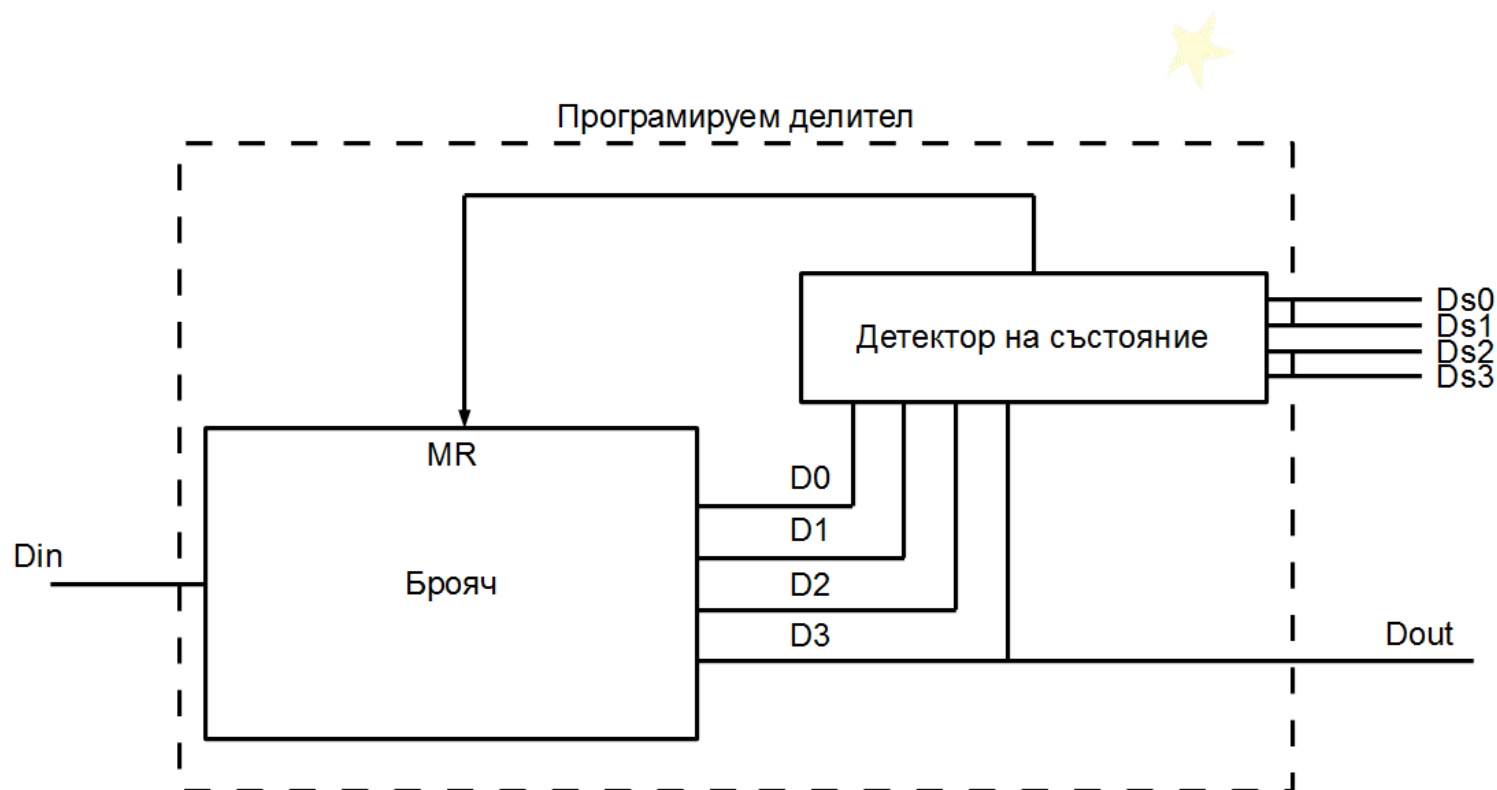 Програмируем делител
Ds0
Ds1
Детектор на състояние
Ds2
Ds3
MR
D0
D1
Din
Брояч
D2
D3
Dout